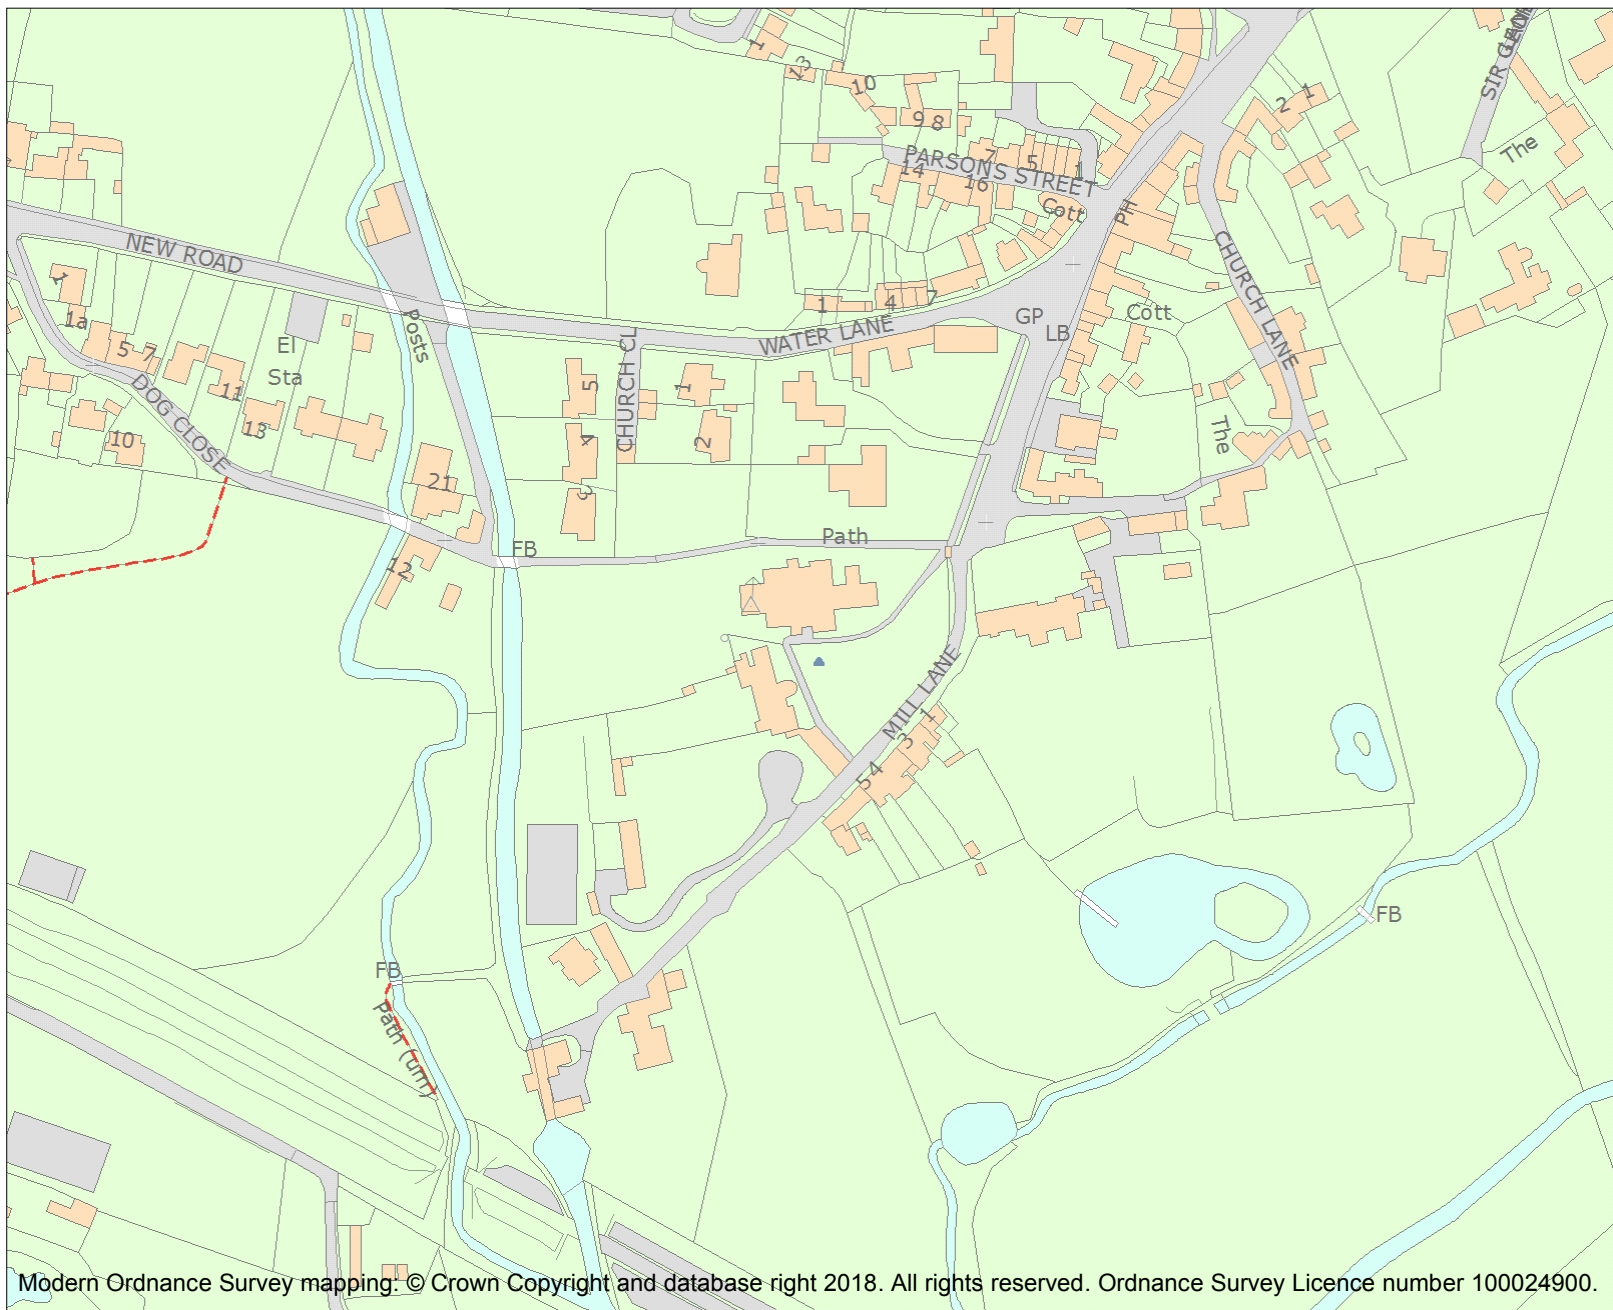 1
13
10
9 8
2 1
SIR G
LANE
The
PARSONS STREET
7
5
1
14
16
Cott
PH
NEW ROAD
CHURCH LANE
1
1a
5 7
El
Sta
Posts
1
4
7
WATER LANE
GP
LB
Cott
11
13
DOG CLOSE
10
CHURCH CL
5
4
3
1
2
The
21
12
FB
Path
MILL LANE
1
3
4
5
FB
FB
Path (um)
Modern Ordnance Survey mapping: © Crown Copyright and database right 2018. All rights reserved. Ordnance Survey Licence number 100024900.